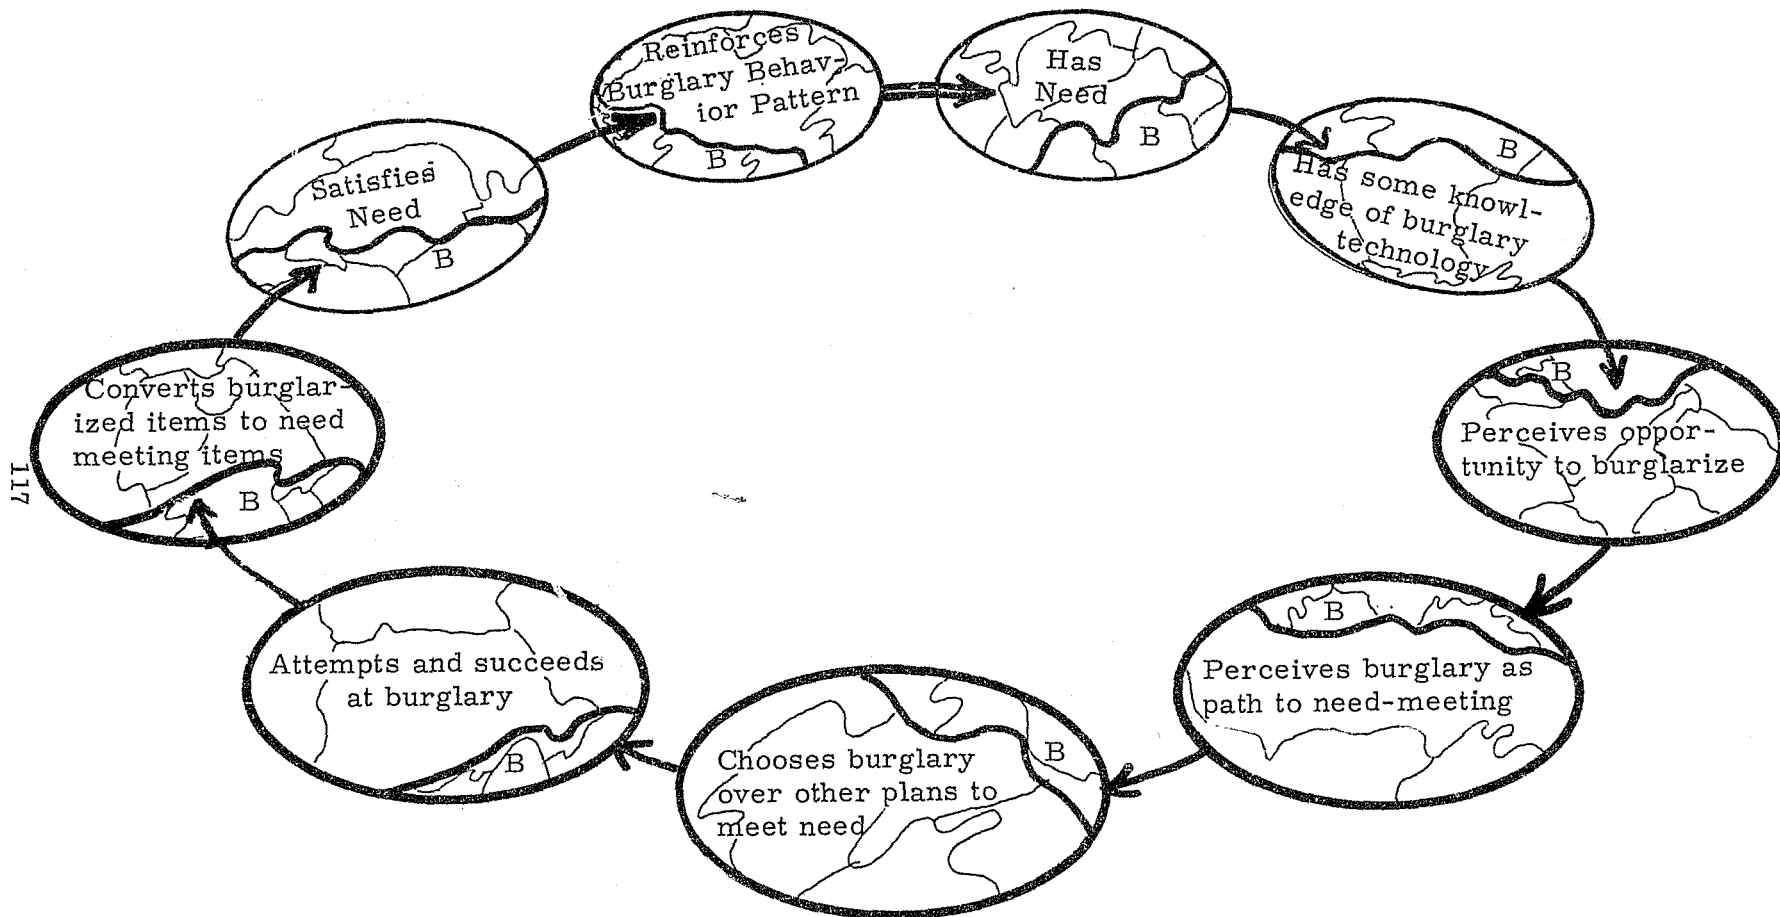 Reinforces
Burglary Behav-
ior Pattern
B
Has
Need
B
B
Has some knowl-
edge of burglary
technology
B
Perceives oppor-
tunity to burglarize
B
Perceives burglary as
path to need-meeting
B
Chooses burglary
over other plans to
meet need
Attempts and succeeds
at burglary
B
Converts burglar-
ized items to need
meeting items
B
Satisfies
Need
B
117